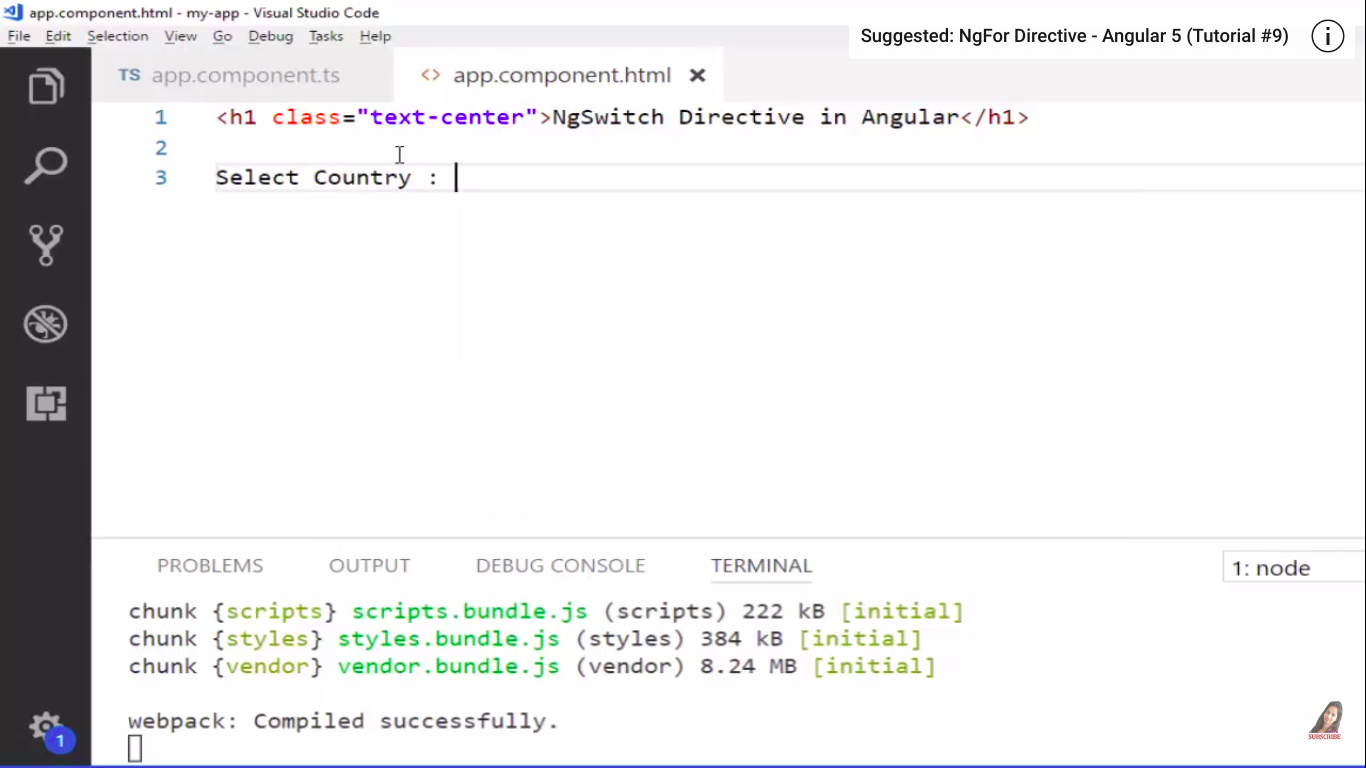 app.component.html - my-app - Visual Studio Code
File Edit Selection View Go Debug Tasks Help
Suggested: NgFor Directive - Angular 5 (Tutorial #9)
TS app.component.ts <> app.component.html
1 <h1 class="text-center">NgSwitch Directive in Angular</h1>
2
3 Select Country :
PROBLEMS OUTPUT DEBUG CONSOLE TERMINAL 1: node
chunk {scripts} scripts.bundle.js (scripts) 222 kB [initial]
chunk {styles} styles.bundle.js (styles) 384 kB [initial]
chunk {vendor} vendor.bundle.js (vendor) 8.24 MB [initial]
webpack: Compiled successfully.
1
SUBSCRIBE